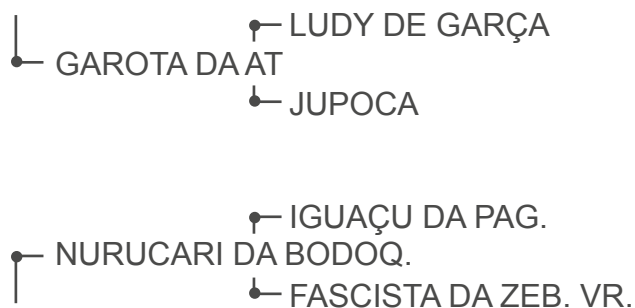 LUDY DE GARÇA
GAROTA DA AT
JUPOCA
IGUAÇU DA PAG.
NURUCARI DA BODOQ.
FASCISTA DA ZEB. VR.